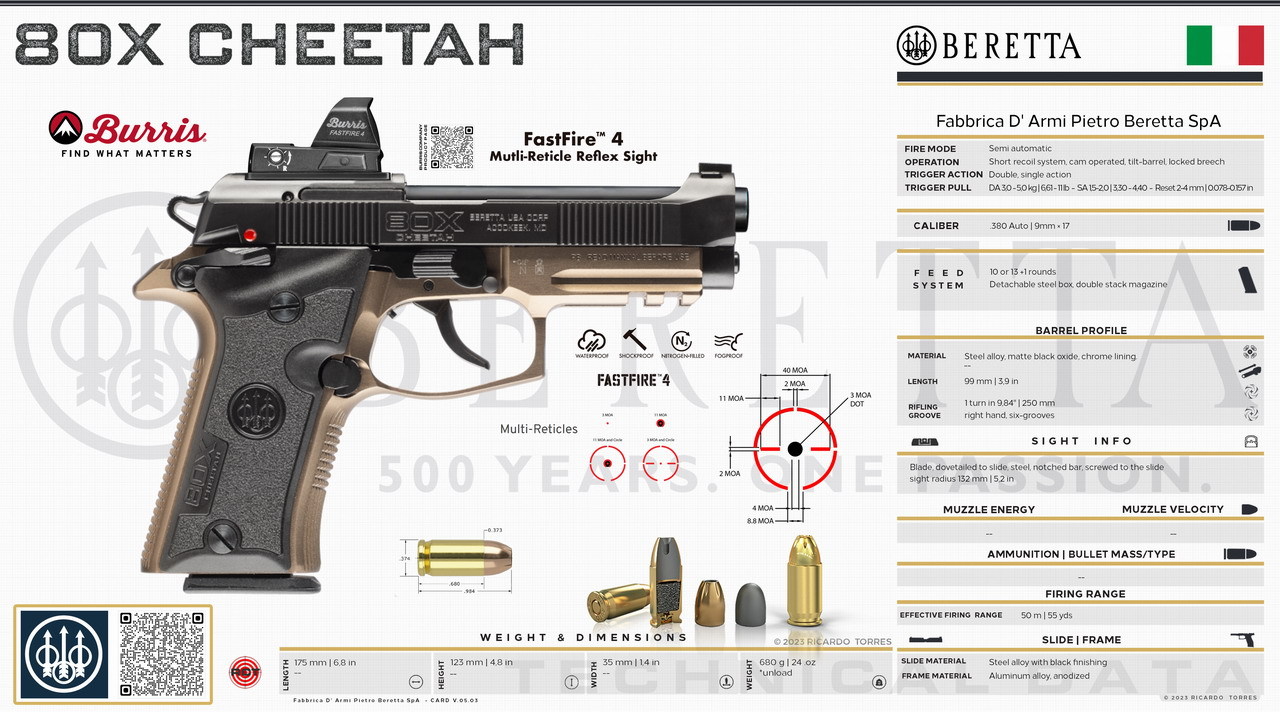 80X CHEETAH
BERETTA
Burris
FIND WHAT MATTERS
Burris
FASTFIRE 4
FastFire™ 4
Mutli-Reticle Reflex Sight
80X
CHEETAH
BERETTA USA CORP
ACCOKEEK, MD
WATERPROOF
SHOCKPROOF
N₂
NITROGEN-FILLED
FOGPROOF
FASTFIRE™4
Multi-Reticles
3 MOA
11 MOA
11 MOA and Circle
3 MOA and Circle
40 MOA
2 MOA
11 MOA
3 MOA
DOT
2 MOA
4 MOA
8.8 MOA
BERETTA
500 YEARS. ONE PASSION.
80X
.373
.374
.680
.984
© 2023 RICARDO TORRES
WEIGHT & DIMENSIONS
LENGTH 175 mm | 6.8 in
--
HEIGHT 123 mm | 4.8 in
--
WIDTH 35 mm | 1.4 in
--
WEIGHT 680 g | 24 oz
*unload
TECHNICAL DATA
Fabbrica D' Armi Pietro Beretta SpA - CARD V.05.03
Fabbrica D' Armi Pietro Beretta SpA
FIRE MODE Semi automatic
OPERATION Short recoil system, cam operated, tilt-barrel, locked breech
TRIGGER ACTION Double, single action
TRIGGER PULL DA 3.0 - 5.0 kg | 6.61 - 11 lb - SA 1.5-2.0 | 3.30 - 4.40 - Reset 2-4 mm | 0.078-0.157 in
CALIBER .380 Auto | 9mm × 17
FEED SYSTEM 10 or 13 +1 rounds
Detachable steel box, double stack magazine
BARREL PROFILE
MATERIAL Steel alloy, matte black oxide, chrome lining.
--
LENGTH 99 mm | 3.9 in
RIFLING GROOVE 1 turn in 9,84" | 250 mm
right hand, six-grooves
SIGHT INFO
Blade, dovetailed to slide, steel, notched bar, screwed to the slide
sight radius 132 mm | 5,2 in
MUZZLE ENERGY MUZZLE VELOCITY
-- --
AMMUNITION | BULLET MASS/TYPE
--
FIRING RANGE
EFFECTIVE FIRING RANGE 50 m | 55 yds
SLIDE | FRAME
SLIDE MATERIAL Steel alloy with black finishing
FRAME MATERIAL Aluminum alloy, anodized
© 2023 RICARDO TORRES